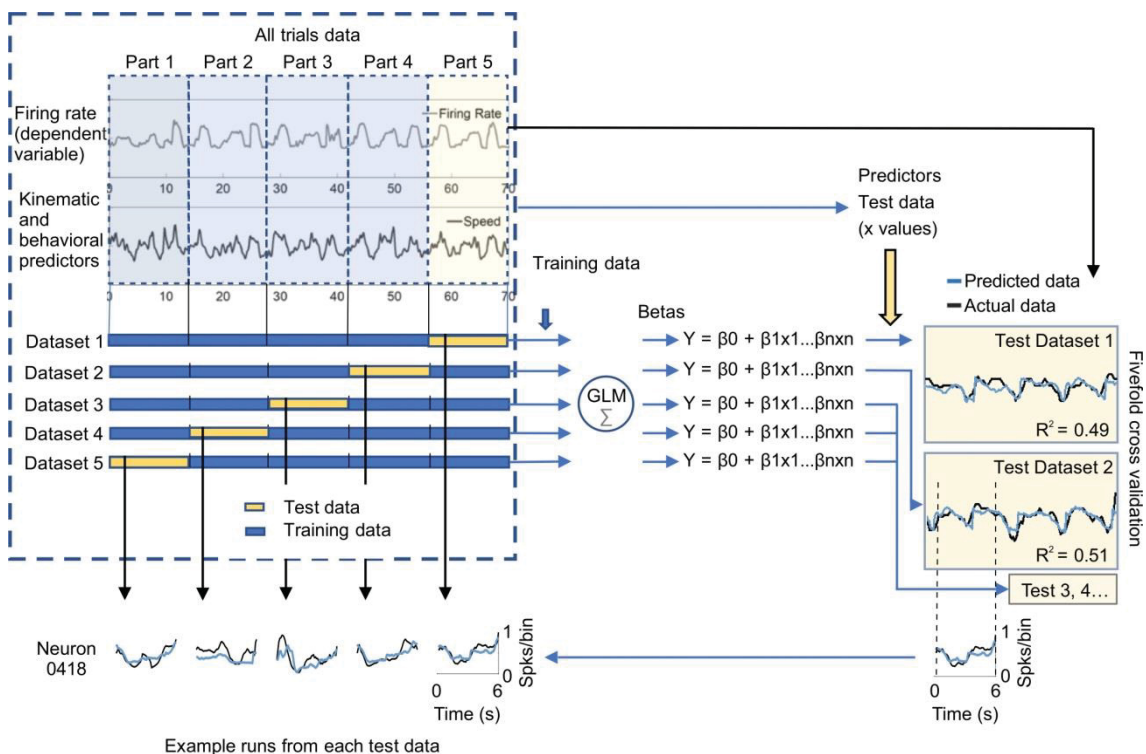 All trials data
Part 1 Part 2 Part 3 Part 4 Part 5
Firing rate
(dependent
variable)
Firing Rate
0 10 20 30 40 50 60 70
Kinematic
and
behavioral
predictors
Speed
0 10 20 30 40 50 60 70
Predictors
Test data
(x values)
Training data
Betas
Predicted data
Actual data
Dataset 1
Dataset 2
Dataset 3
Dataset 4
Dataset 5
GLM
Σ
Y = β0 + β1x1...βnxn
Y = β0 + β1x1...βnxn
Y = β0 + β1x1...βnxn
Y = β0 + β1x1...βnxn
Y = β0 + β1x1...βnxn
Test Dataset 1
R² = 0.49
Test Dataset 2
R² = 0.51
Test 3, 4...
Fivefold cross validation
Test data
Training data
Neuron
0418
1
0
Spks/bin
0 6
Time (s)
1
0
Spks/bin
0 6
Time (s)
Example runs from each test data